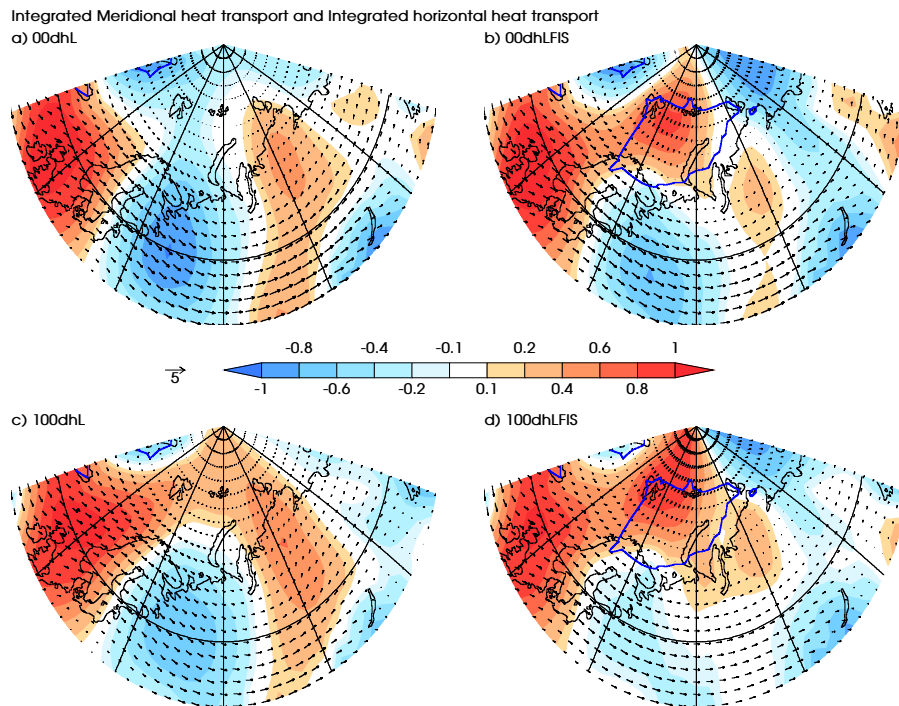 Integrated Meridional heat transport and Integrated horizontal heat transport
a) 00dhL
b) 00dhLFIS
-0.8 -0.4 -0.1 0.2 0.6 1
5
-1 -0.6 -0.2 0.1 0.4 0.8
c) 100dhL
d) 100dhLFIS